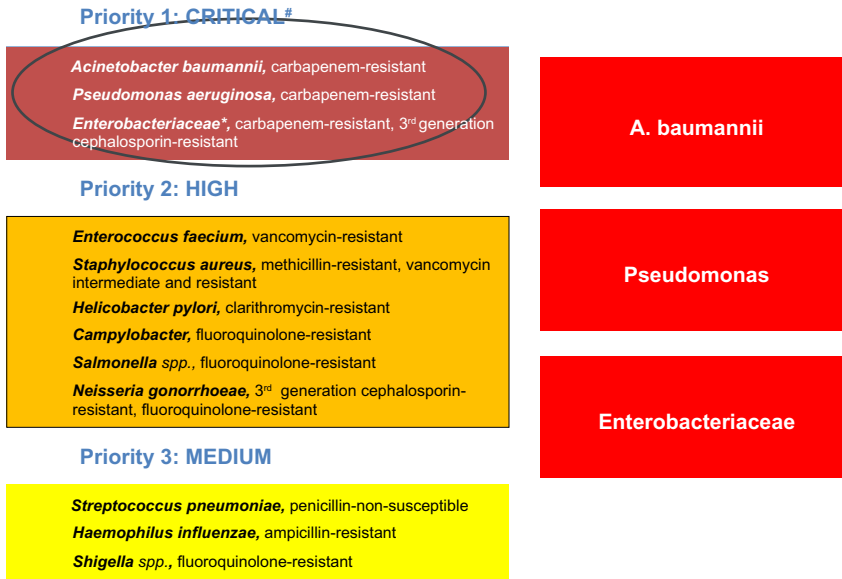 Priority 1: CRITICAL#
Acinetobacter baumannii, carbapenem-resistant
Pseudomonas aeruginosa, carbapenem-resistant
Enterobacteriaceae*, carbapenem-resistant, 3rd generation
cephalosporin-resistant
Priority 2: HIGH
Enterococcus faecium, vancomycin-resistant
Staphylococcus aureus, methicillin-resistant, vancomycin
intermediate and resistant
Helicobacter pylori, clarithromycin-resistant
Campylobacter, fluoroquinolone-resistant
Salmonella spp., fluoroquinolone-resistant
Neisseria gonorrhoeae, 3rd generation cephalosporin-
resistant, fluoroquinolone-resistant
Priority 3: MEDIUM
Streptococcus pneumoniae, penicillin-non-susceptible
Haemophilus influenzae, ampicillin-resistant
Shigella spp., fluoroquinolone-resistant
A. baumannii
Pseudomonas
Enterobacteriaceae